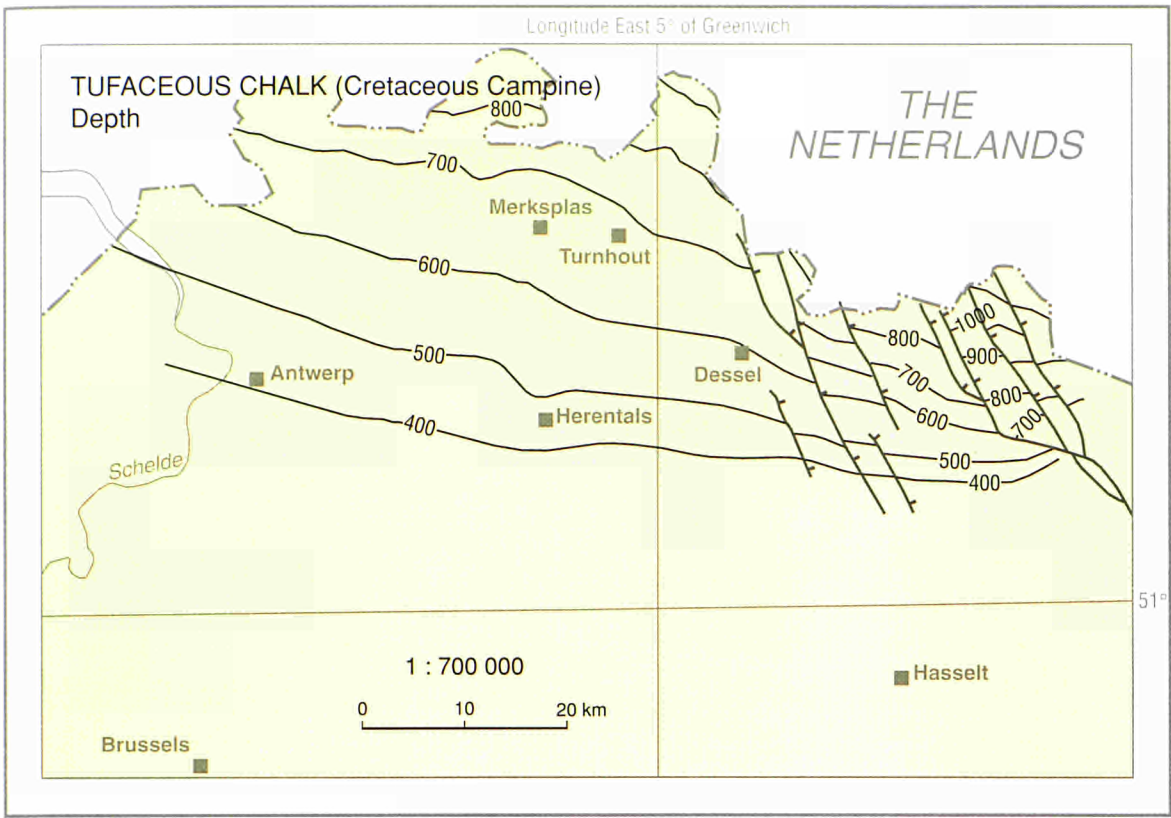 Longitude East 5° of Greenwich
TUFACEOUS CHALK (Cretaceous Campine)
Depth
THE
NETHERLANDS
800
700
Merksplas
Turnhout
600
1000
800
900
500
Antwerp
Dessel
700
800
Herentals
600
700
400
Schelde
500
400
51°
1 : 700 000
Hasselt
0 10 20 km
Brussels